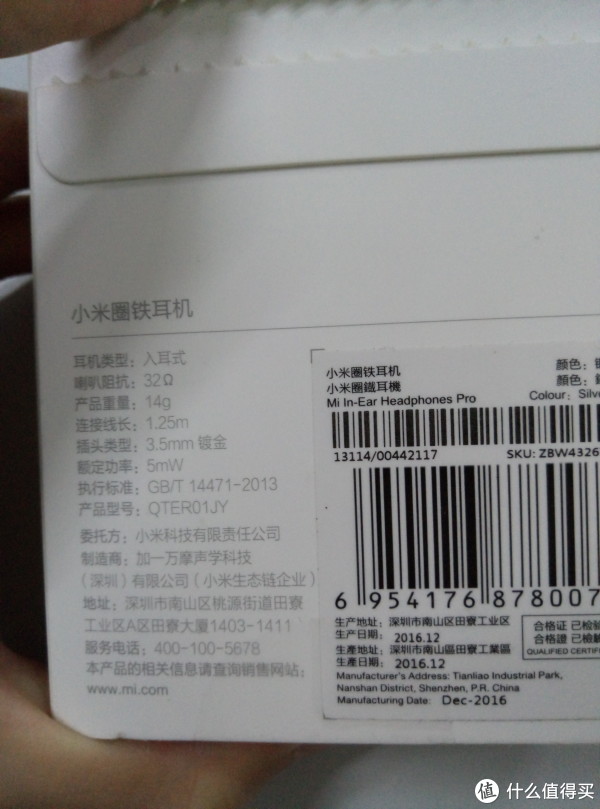 小米圈铁耳机
耳机类型：入耳式
喇叭阻抗：32Ω
产品重量：14g
连接线长：1.25m
插头类型：3.5mm 镀金
额定功率：5mW
执行标准：GB/T 14471-2013
产品型号：QTER01JY
委托方：小米科技有限责任公司
制造商：加一万摩声学科技
（深圳）有限公司（小米生态链企业）
地址：深圳市南山区桃源街道田寮
工业区A区田寮大厦1403-1411
服务电话：400-100-5678
本产品的相关信息请查询销售网站：
www.mi.com
小米圈铁耳机
小米圈鐵耳機
Mi In-Ear Headphones Pro
颜色：
顏色：
Colour：Silve
13114/00442117
SKU: ZBW4326
6 954176 878007
生产地址：深圳市南山区田寮工业区
生产日期：2016.12
生產地址：深圳市南山區田寮工業區
生產日期：2016.12
合格证 已检验
合格證 已檢驗
QUALIFIED CERTIF
Manufacturer's Address: Tianliao Industrial Park,
Nanshan District, Shenzhen, P.R. China
Manufacturing Date: Dec-2016
值 什么值得买